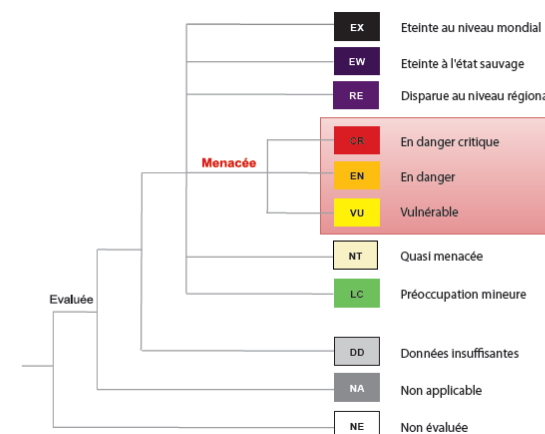 EX Eteinte au niveau mondial
EW Eteinte à l'état sauvage
RE Disparue au niveau régiona
Menacée
CR En danger critique
EN En danger
VU Vulnérable
NT Quasi menacée
LC Préoccupation mineure
Evaluée
DD Données insuffisantes
NA Non applicable
NE Non évaluée